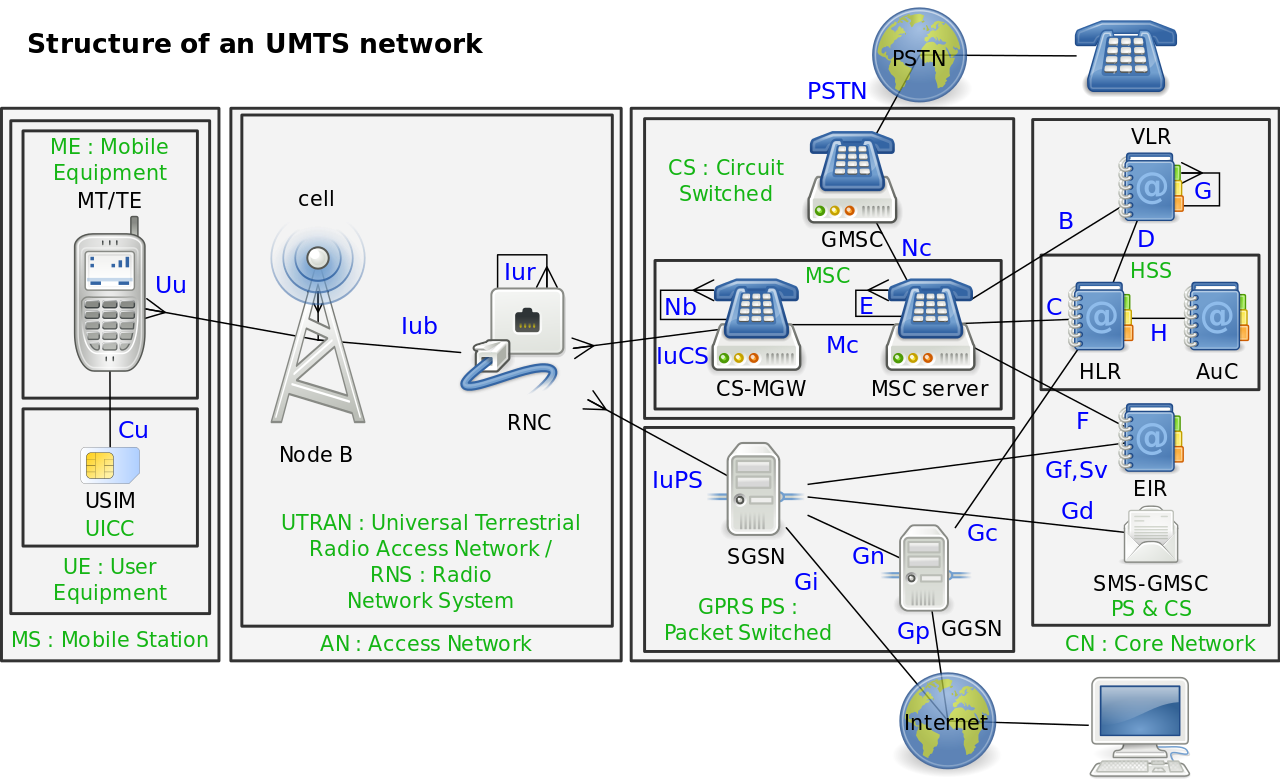 Structure of an UMTS network
PSTN
PSTN
ME : Mobile
Equipment
MT/TE
Uu
Cu
USIM
UICC
UE : User
Equipment
MS : Mobile Station
cell
Node B
Iub
Iur
RNC
UTRAN : Universal Terrestrial
Radio Access Network /
RNS : Radio
Network System
AN : Access Network
CS : Circuit
Switched
GMSC
Nc
MSC
Nb
E
IuCS
Mc
CS-MGW
MSC server
VLR
G
B
D
HSS
C
H
HLR
AuC
F
Gf,Sv
EIR
Gd
SMS-GMSC
PS & CS
CN : Core Network
IuPS
SGSN
Gn
Gc
Gi
GPRS PS :
Packet Switched
Gp
GGSN
Internet